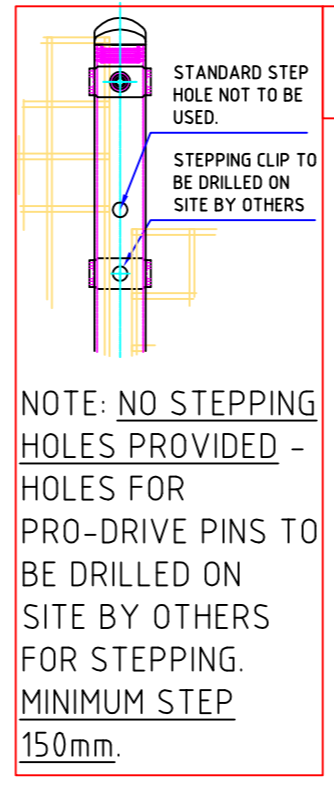 STANDARD STEP
HOLE NOT TO BE
USED.
STEPPING CLIP TO
BE DRILLED ON
SITE BY OTHERS
NOTE: NO STEPPING
HOLES PROVIDED -
HOLES FOR
PRO-DRIVE PINS TO
BE DRILLED ON
SITE BY OTHERS
FOR STEPPING.
MINIMUM STEP
150mm.